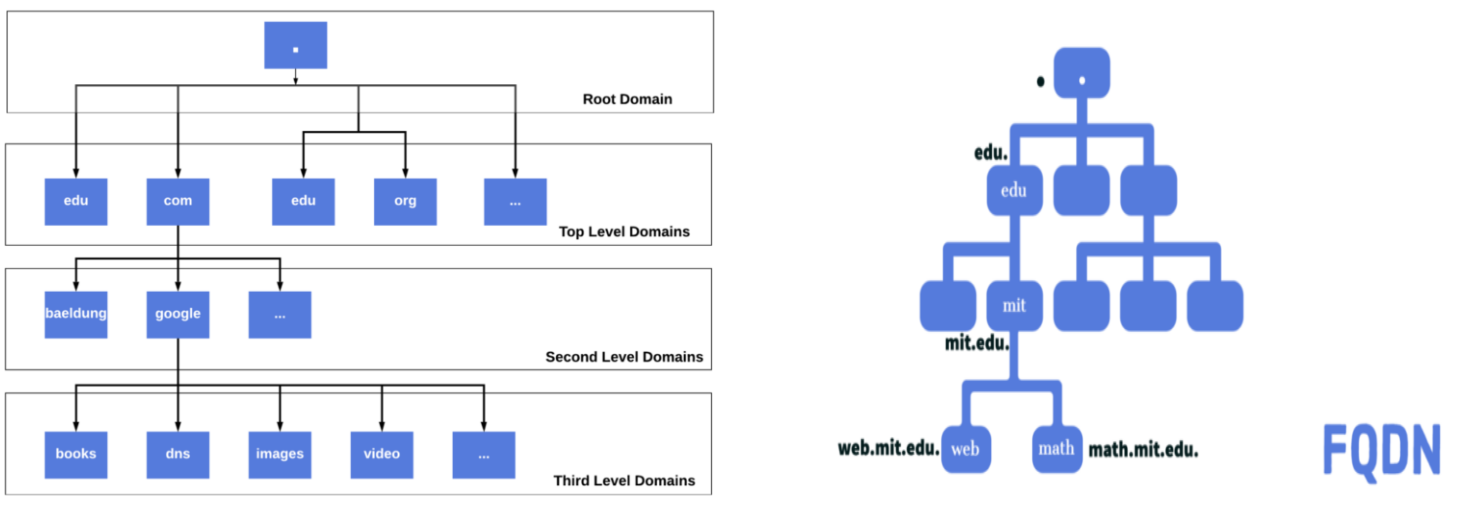 .
Root Domain
edu com edu org ...
Top Level Domains
baeldung google ...
Second Level Domains
books dns images video ...
Third Level Domains
. .
edu.
edu
mit
mit.edu.
web.mit.edu. web math math.mit.edu.
FQDN